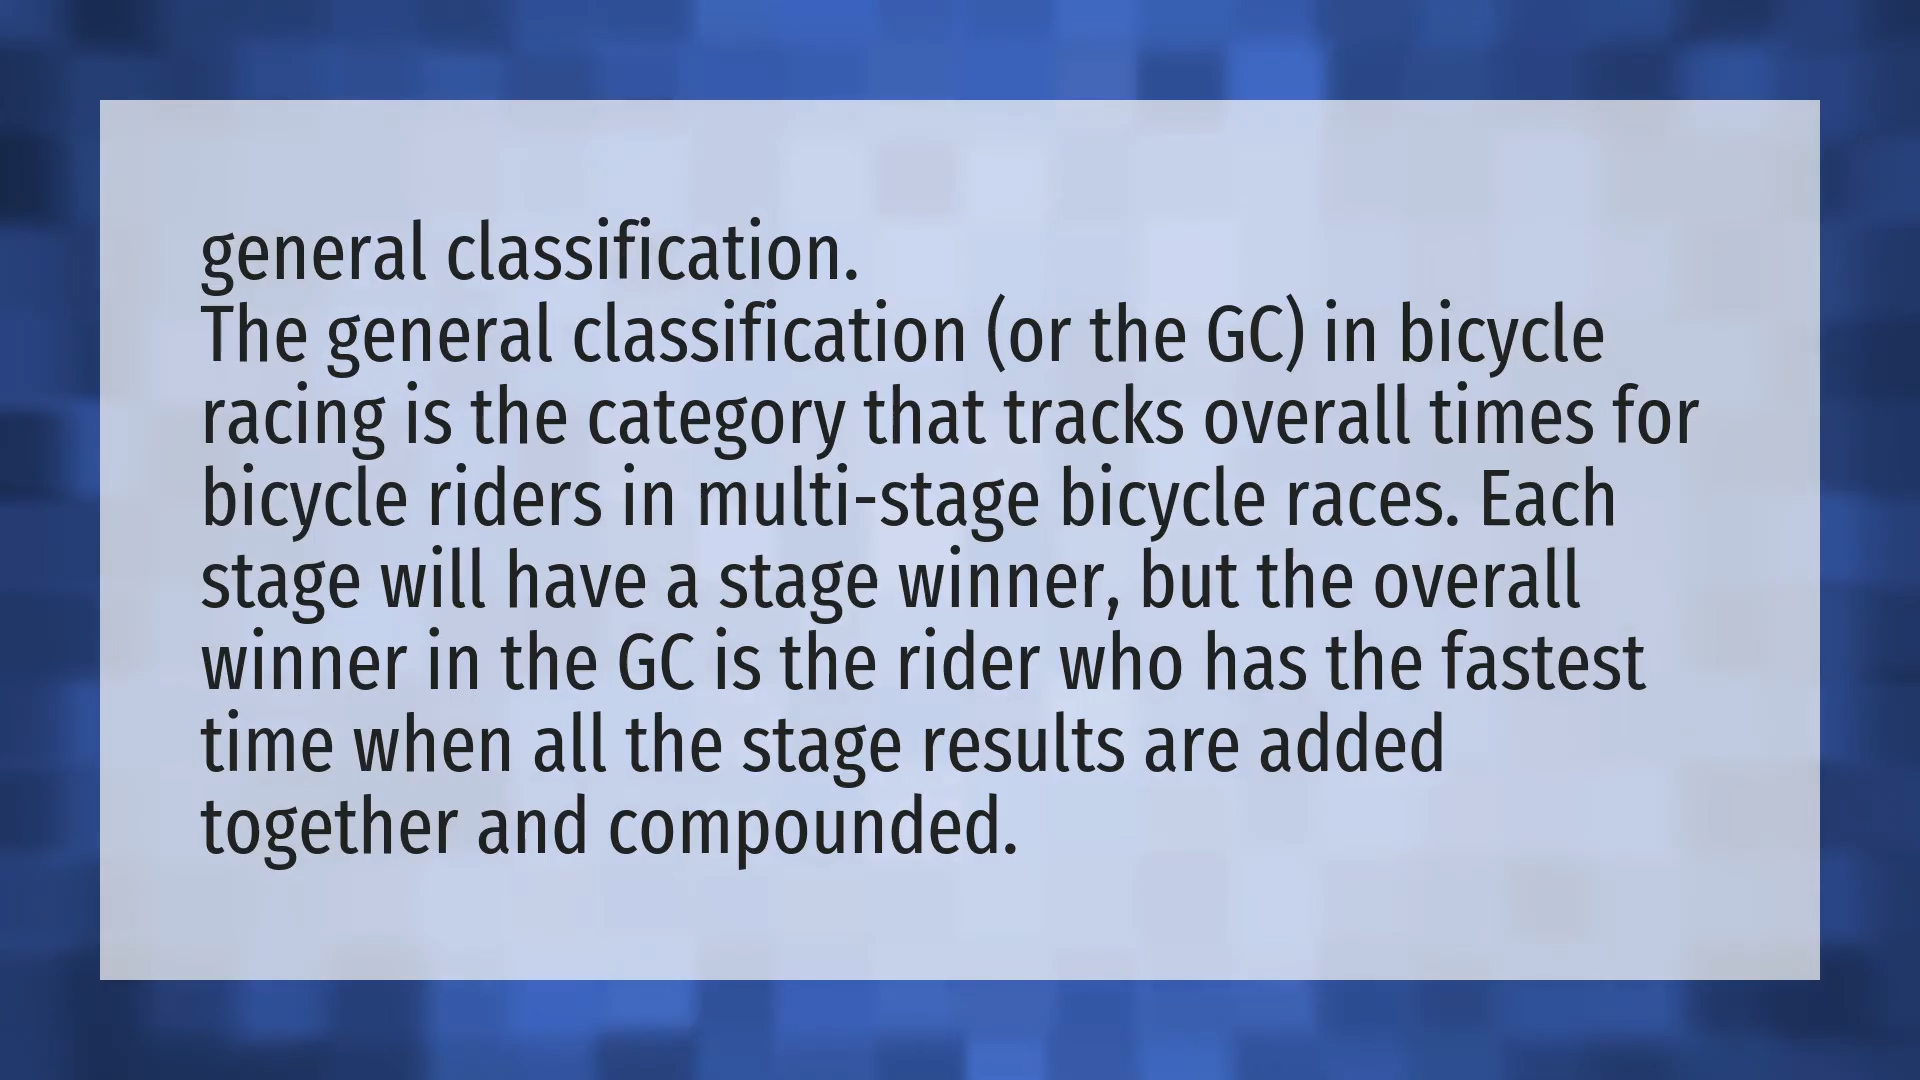 general classification.
The general classification (or the GC) in bicycle
racing is the category that tracks overall times for
bicycle riders in multi-stage bicycle races. Each
stage will have a stage winner, but the overall
winner in the GC is the rider who has the fastest
time when all the stage results are added
together and compounded.